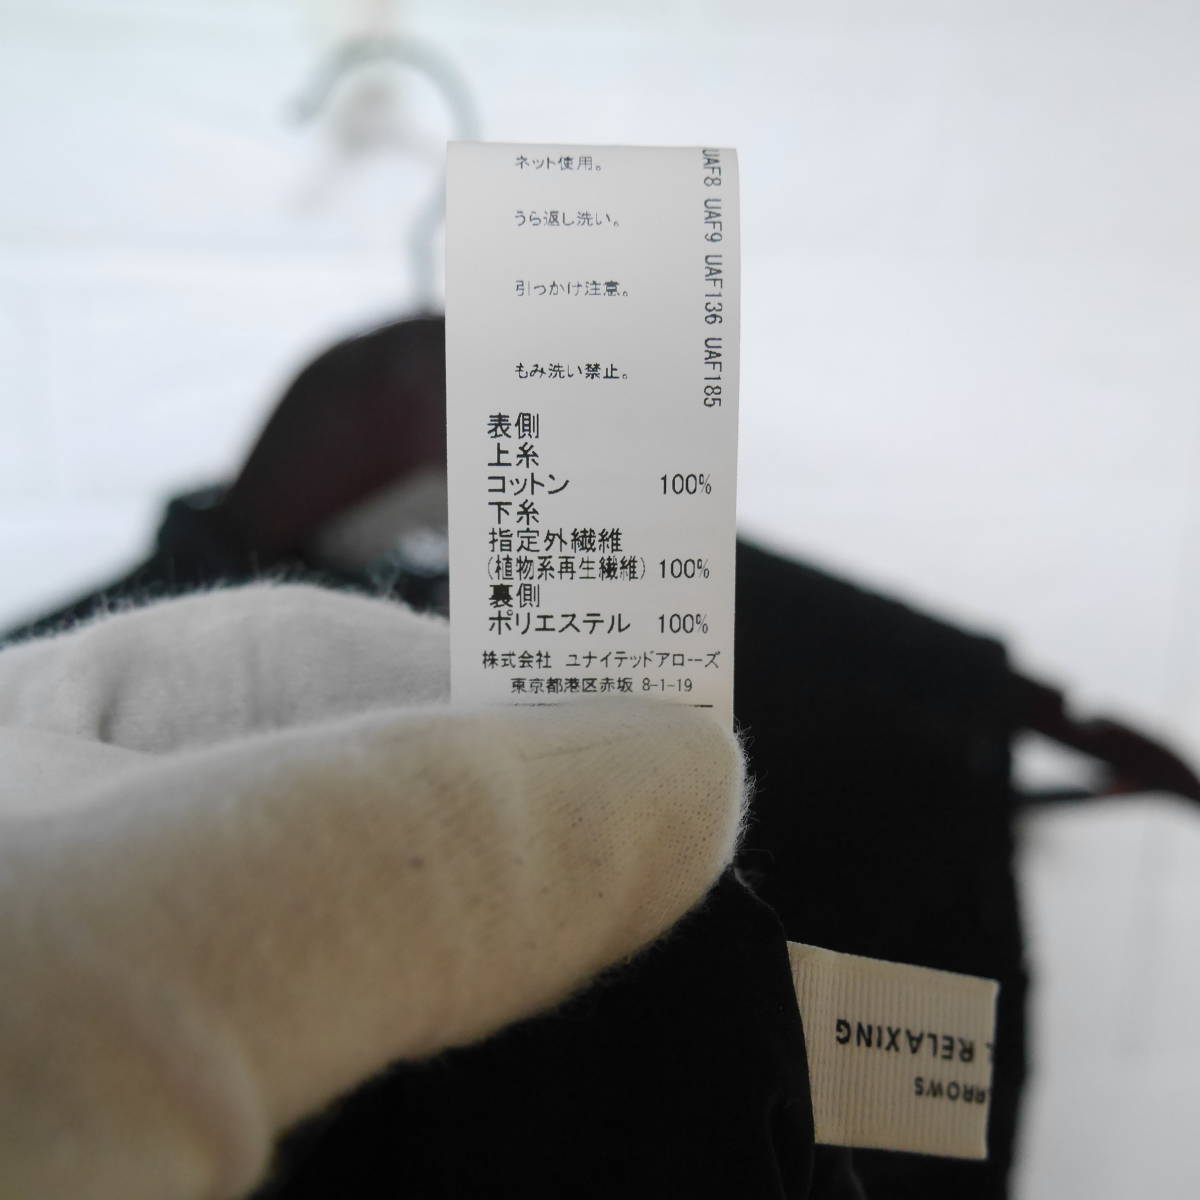 ネット使用。
うら返し洗い。
引っかけ注意。
もみ洗い禁止。
UAF8 UAF9 UAF136 UAF185
表側
上糸
コットン 100%
下糸
指定外繊維
(植物系再生繊維) 100%
裏側
ポリエステル 100%
株式会社 ユナイテッドアローズ
東京都港区赤坂 8-1-19
RELAXING
ARROWS